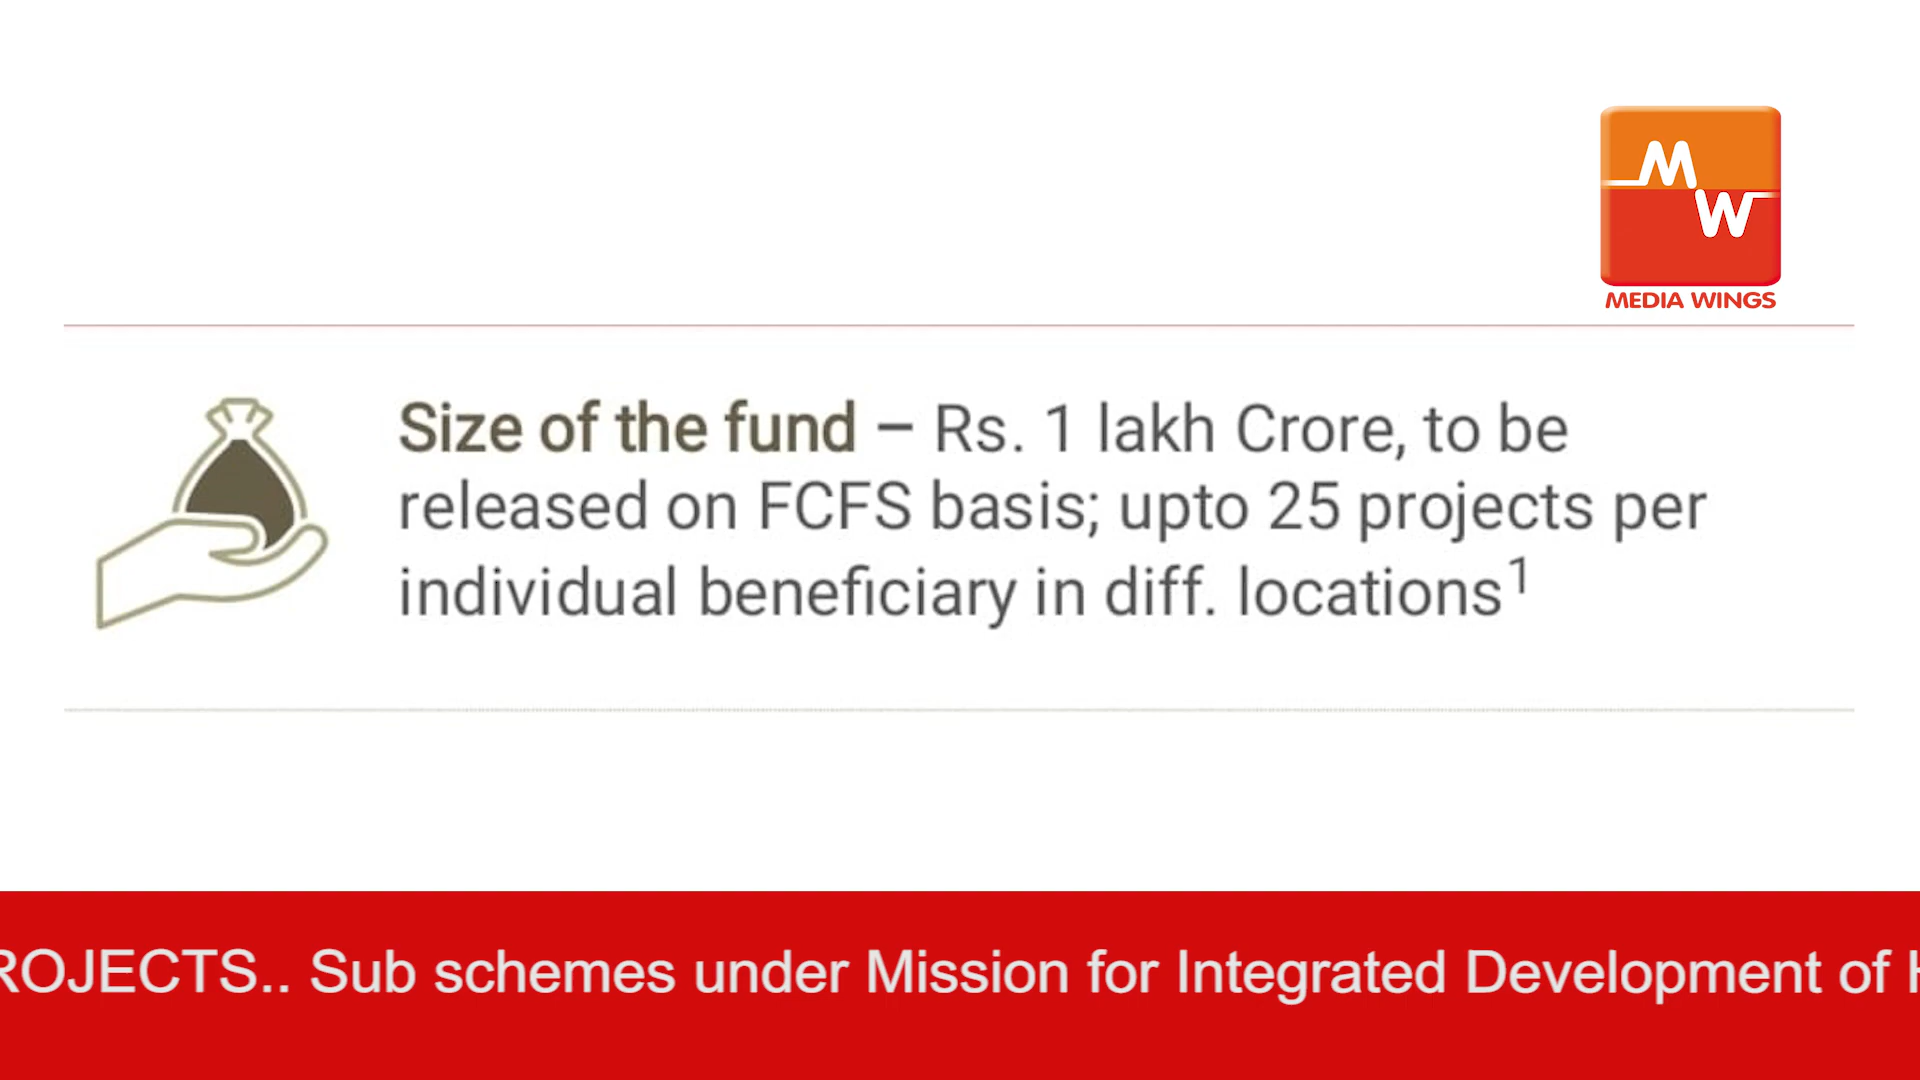 M
W
MEDIA WINGS
Size of the fund – Rs. 1 lakh Crore, to be
released on FCFS basis; upto 25 projects per
individual beneficiary in diff. locations¹
ROJECTS.. Sub schemes under Mission for Integrated Development of